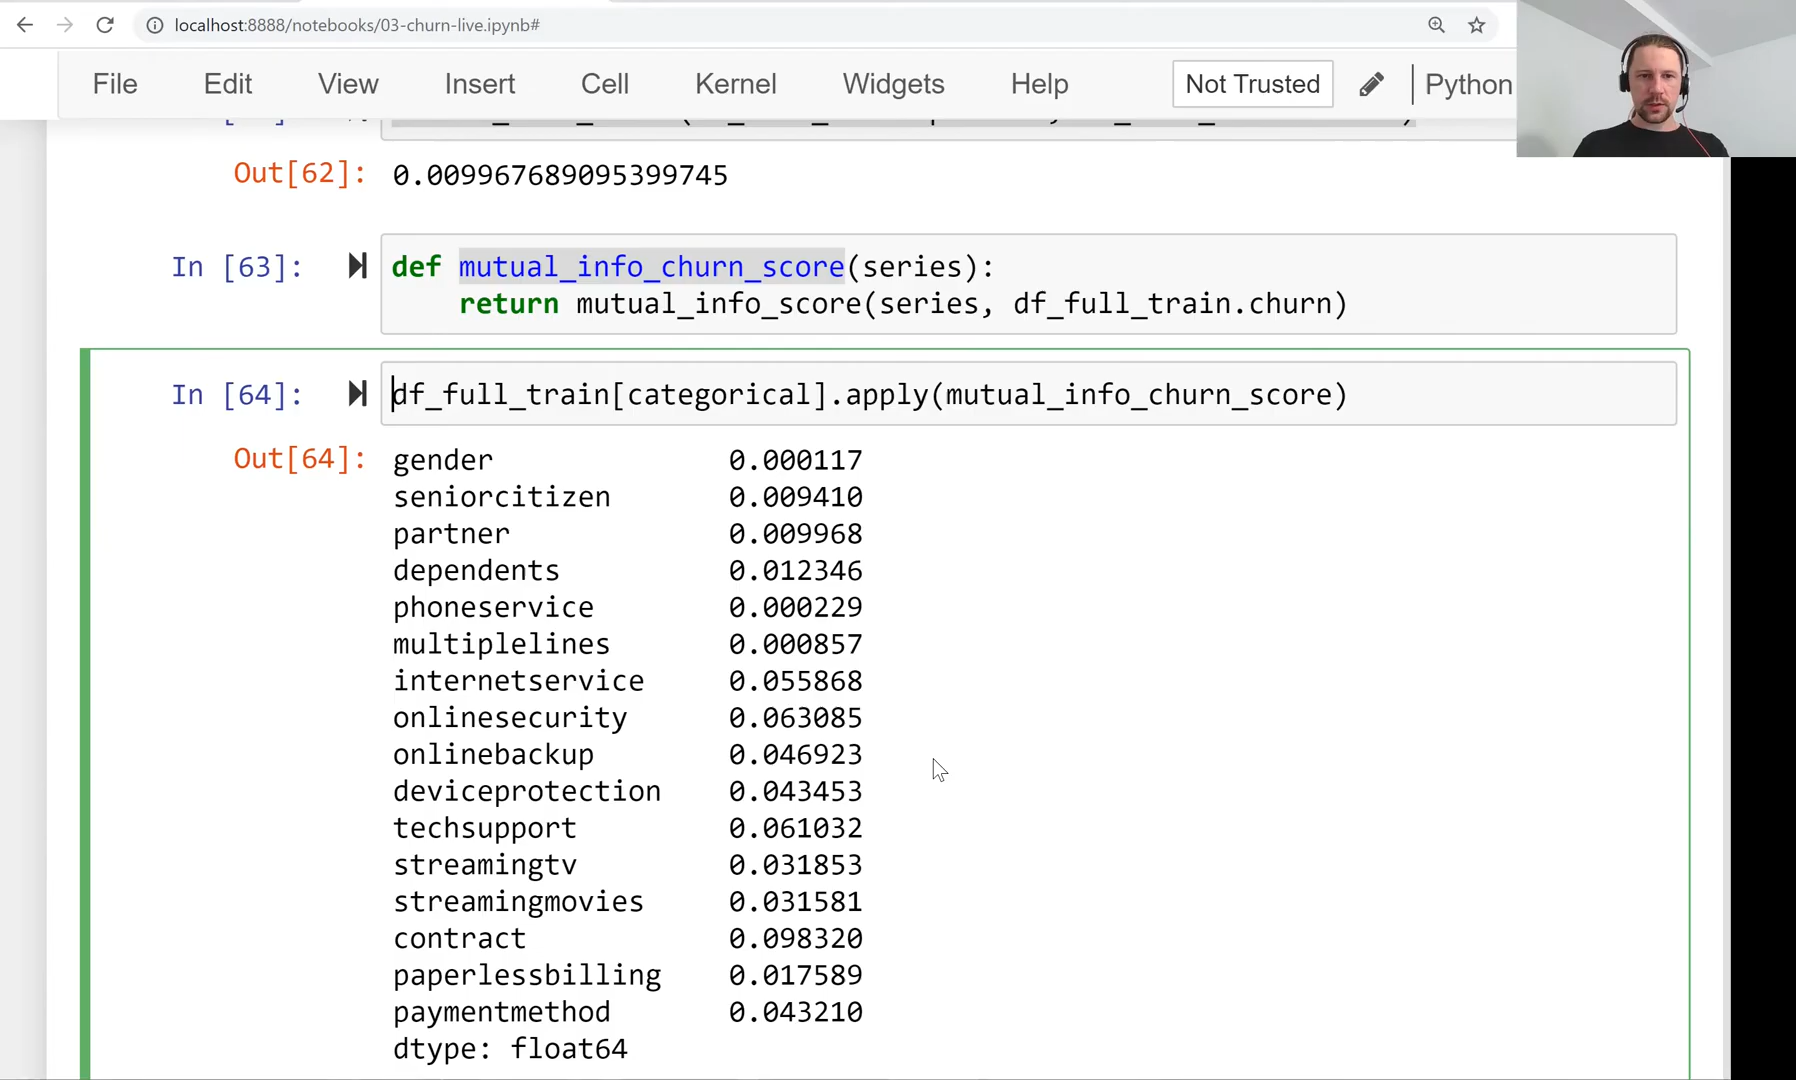 localhost:8888/notebooks/03-churn-live.ipynb#
File Edit View Insert Cell Kernel Widgets Help Not Trusted Python
Out[62]: 0.009967689095399745
In [63]: def mutual_info_churn_score(series):
return mutual_info_score(series, df_full_train.churn)
In [64]: df_full_train[categorical].apply(mutual_info_churn_score)
Out[64]: gender 0.000117
seniorcitizen 0.009410
partner 0.009968
dependents 0.012346
phoneservice 0.000229
multiplelines 0.000857
internetservice 0.055868
onlinesecurity 0.063085
onlinebackup 0.046923
deviceprotection 0.043453
techsupport 0.061032
streamingtv 0.031853
streamingmovies 0.031581
contract 0.098320
paperlessbilling 0.017589
paymentmethod 0.043210
dtype: float64